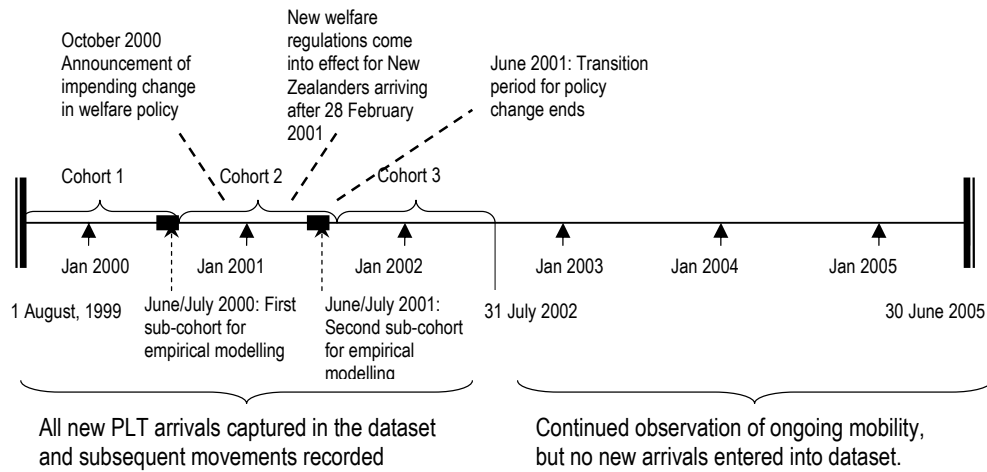 October 2000
Announcement of
impending change
in welfare policy
New welfare
regulations come
into effect for New
Zealanders arriving
after 28 February
2001
June 2001: Transition
period for policy
change ends
Cohort 1
Cohort 2
Cohort 3
Jan 2000
Jan 2001
Jan 2002
Jan 2003
Jan 2004
Jan 2005
1 August, 1999
June/July 2000: First
sub-cohort for
empirical modelling
June/July 2001:
Second sub-cohort
for empirical
modelling
31 July 2002
30 June 2005
All new PLT arrivals captured in the dataset
and subsequent movements recorded
Continued observation of ongoing mobility,
but no new arrivals entered into dataset.